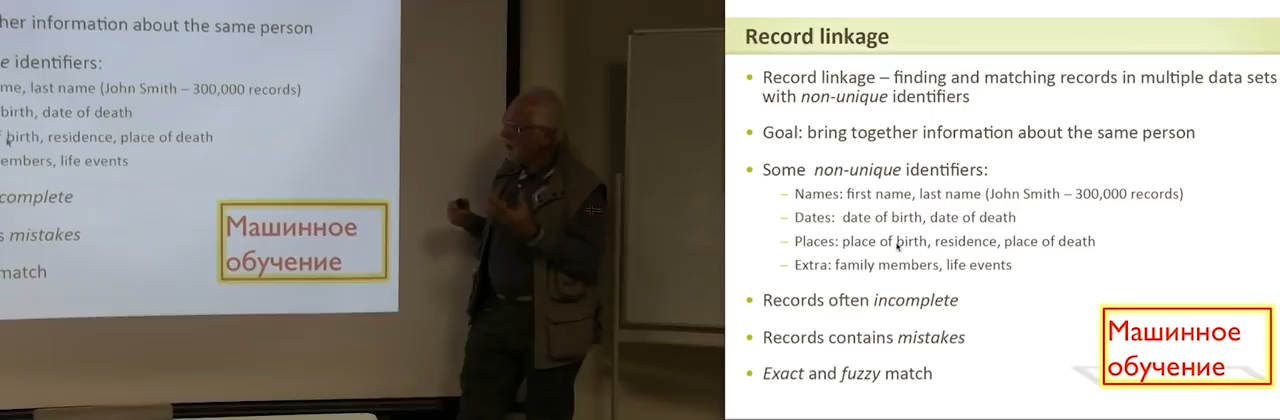 her information about the same person
e identifiers:
me, last name (John Smith – 300,000 records)
birth, date of death
birth, residence, place of death
embers, life events
complete
s mistakes
match
Машинное
обучение
Record linkage
• Record linkage – finding and matching records in multiple data sets
with non-unique identifiers
• Goal: bring together information about the same person
• Some non-unique identifiers:
– Names: first name, last name (John Smith – 300,000 records)
– Dates: date of birth, date of death
– Places: place of birth, residence, place of death
– Extra: family members, life events
• Records often incomplete
• Records contains mistakes
• Exact and fuzzy match
Машинное
обучение